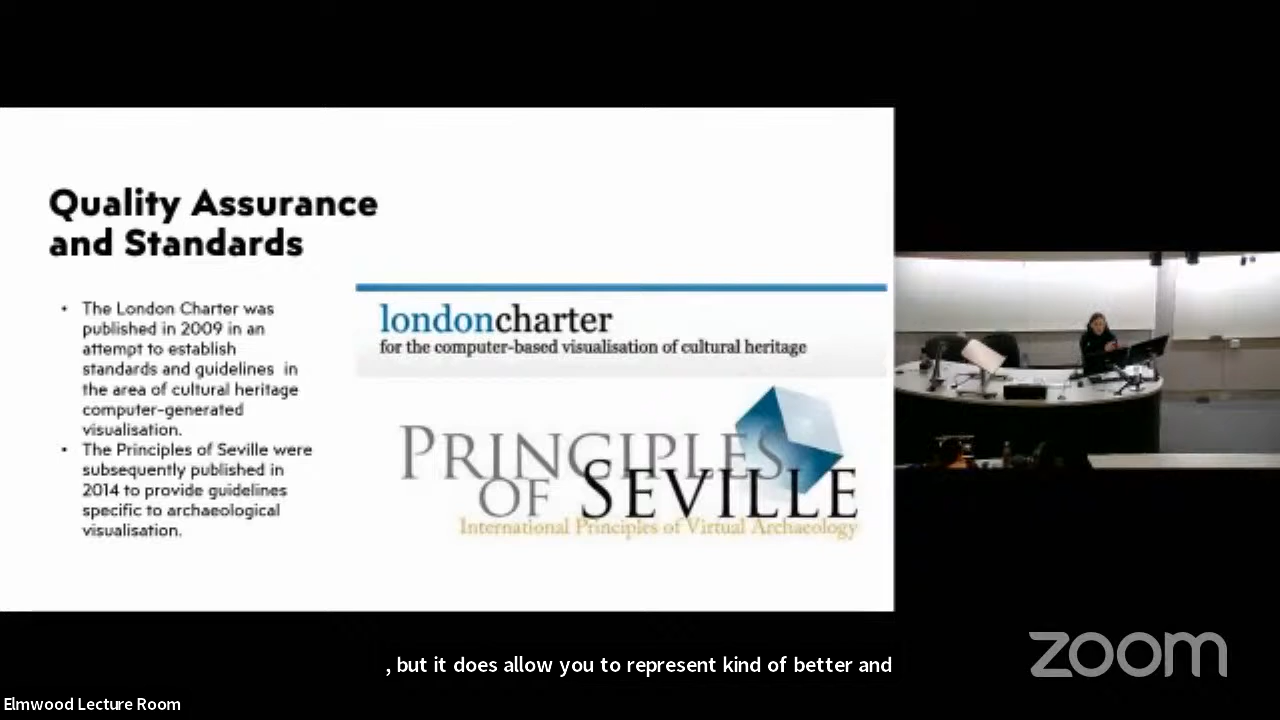 Quality Assurance
and Standards
• The London Charter was
published in 2009 in an
attempt to establish
standards and guidelines in
the area of cultural heritage
computer-generated
visualisation.
• The Principles of Seville were
subsequently published in
2014 to provide guidelines
specific to archaeological
visualisation.
londoncharter
for the computer-based visualisation of cultural heritage
PRINCIPLES
OF SEVILLE
International Principles of Virtual Archaeology
, but it does allow you to represent kind of better and
zoom
Elmwood Lecture Room